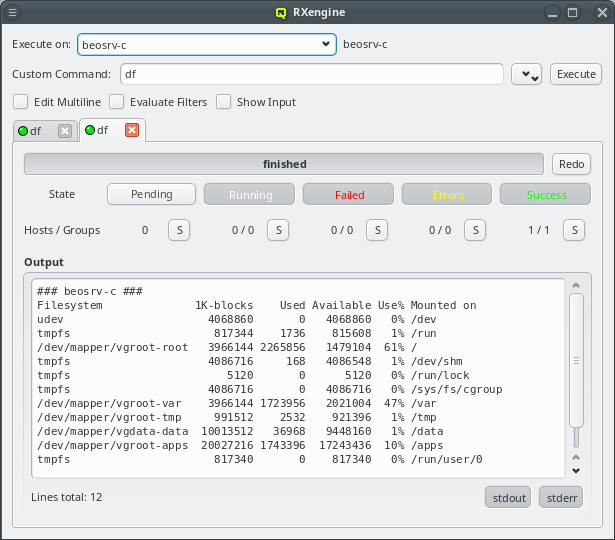 RXengine
Execute on: beosrv-c beosrv-c
Custom Command: df Execute
Edit Multiline Evaluate Filters Show Input
df df
finished Redo
State Pending Running Failed Errors Success
Hosts / Groups 0 S 0 / 0 S 0 / 0 S 0 / 0 S 1 / 1 S
Output
### beosrv-c ###
Filesystem 1K-blocks Used Available Use% Mounted on
udev 4068860 0 4068860 0% /dev
tmpfs 817344 1736 815608 1% /run
/dev/mapper/vgroot-root 3966144 2265856 1479104 61% /
tmpfs 4086716 168 4086548 1% /dev/shm
tmpfs 5120 0 5120 0% /run/lock
tmpfs 4086716 0 4086716 0% /sys/fs/cgroup
/dev/mapper/vgroot-var 3966144 1723956 2021004 47% /var
/dev/mapper/vgroot-tmp 991512 2532 921396 1% /tmp
/dev/mapper/vgdata-data 10013512 36968 9448160 1% /data
/dev/mapper/vgroot-apps 20027216 1743396 17243436 10% /apps
tmpfs 817340 0 817340 0% /run/user/0
Lines total: 12 stdout stderr